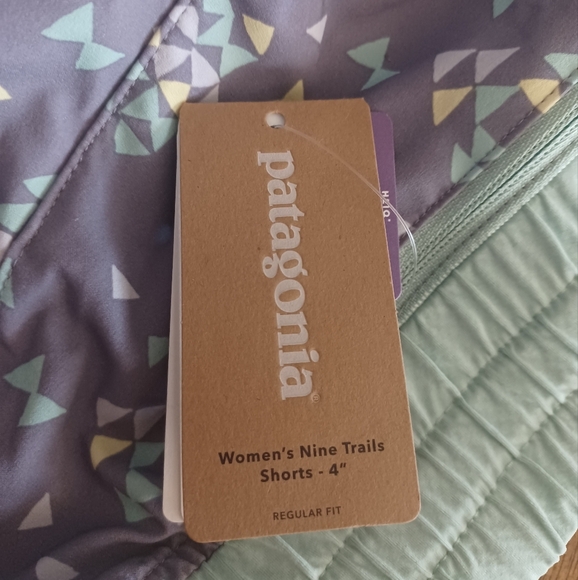 patagonia®
Women's Nine Trails
Shorts - 4"
REGULAR FIT